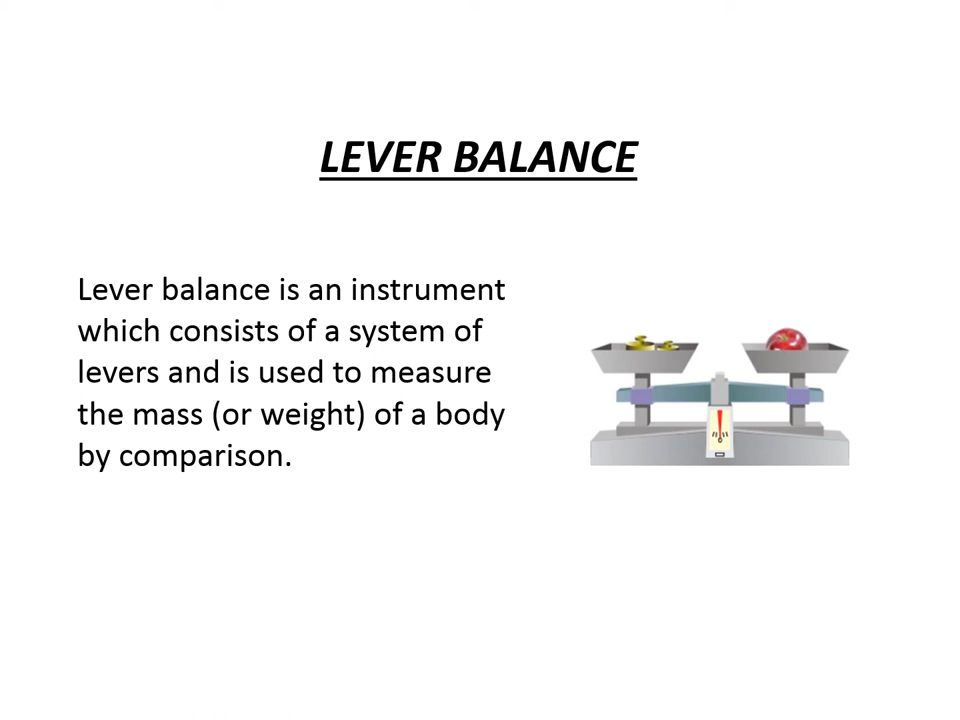 LEVER BALANCE
Lever balance is an instrument
which consists of a system of
levers and is used to measure
the mass (or weight) of a body
by comparison.